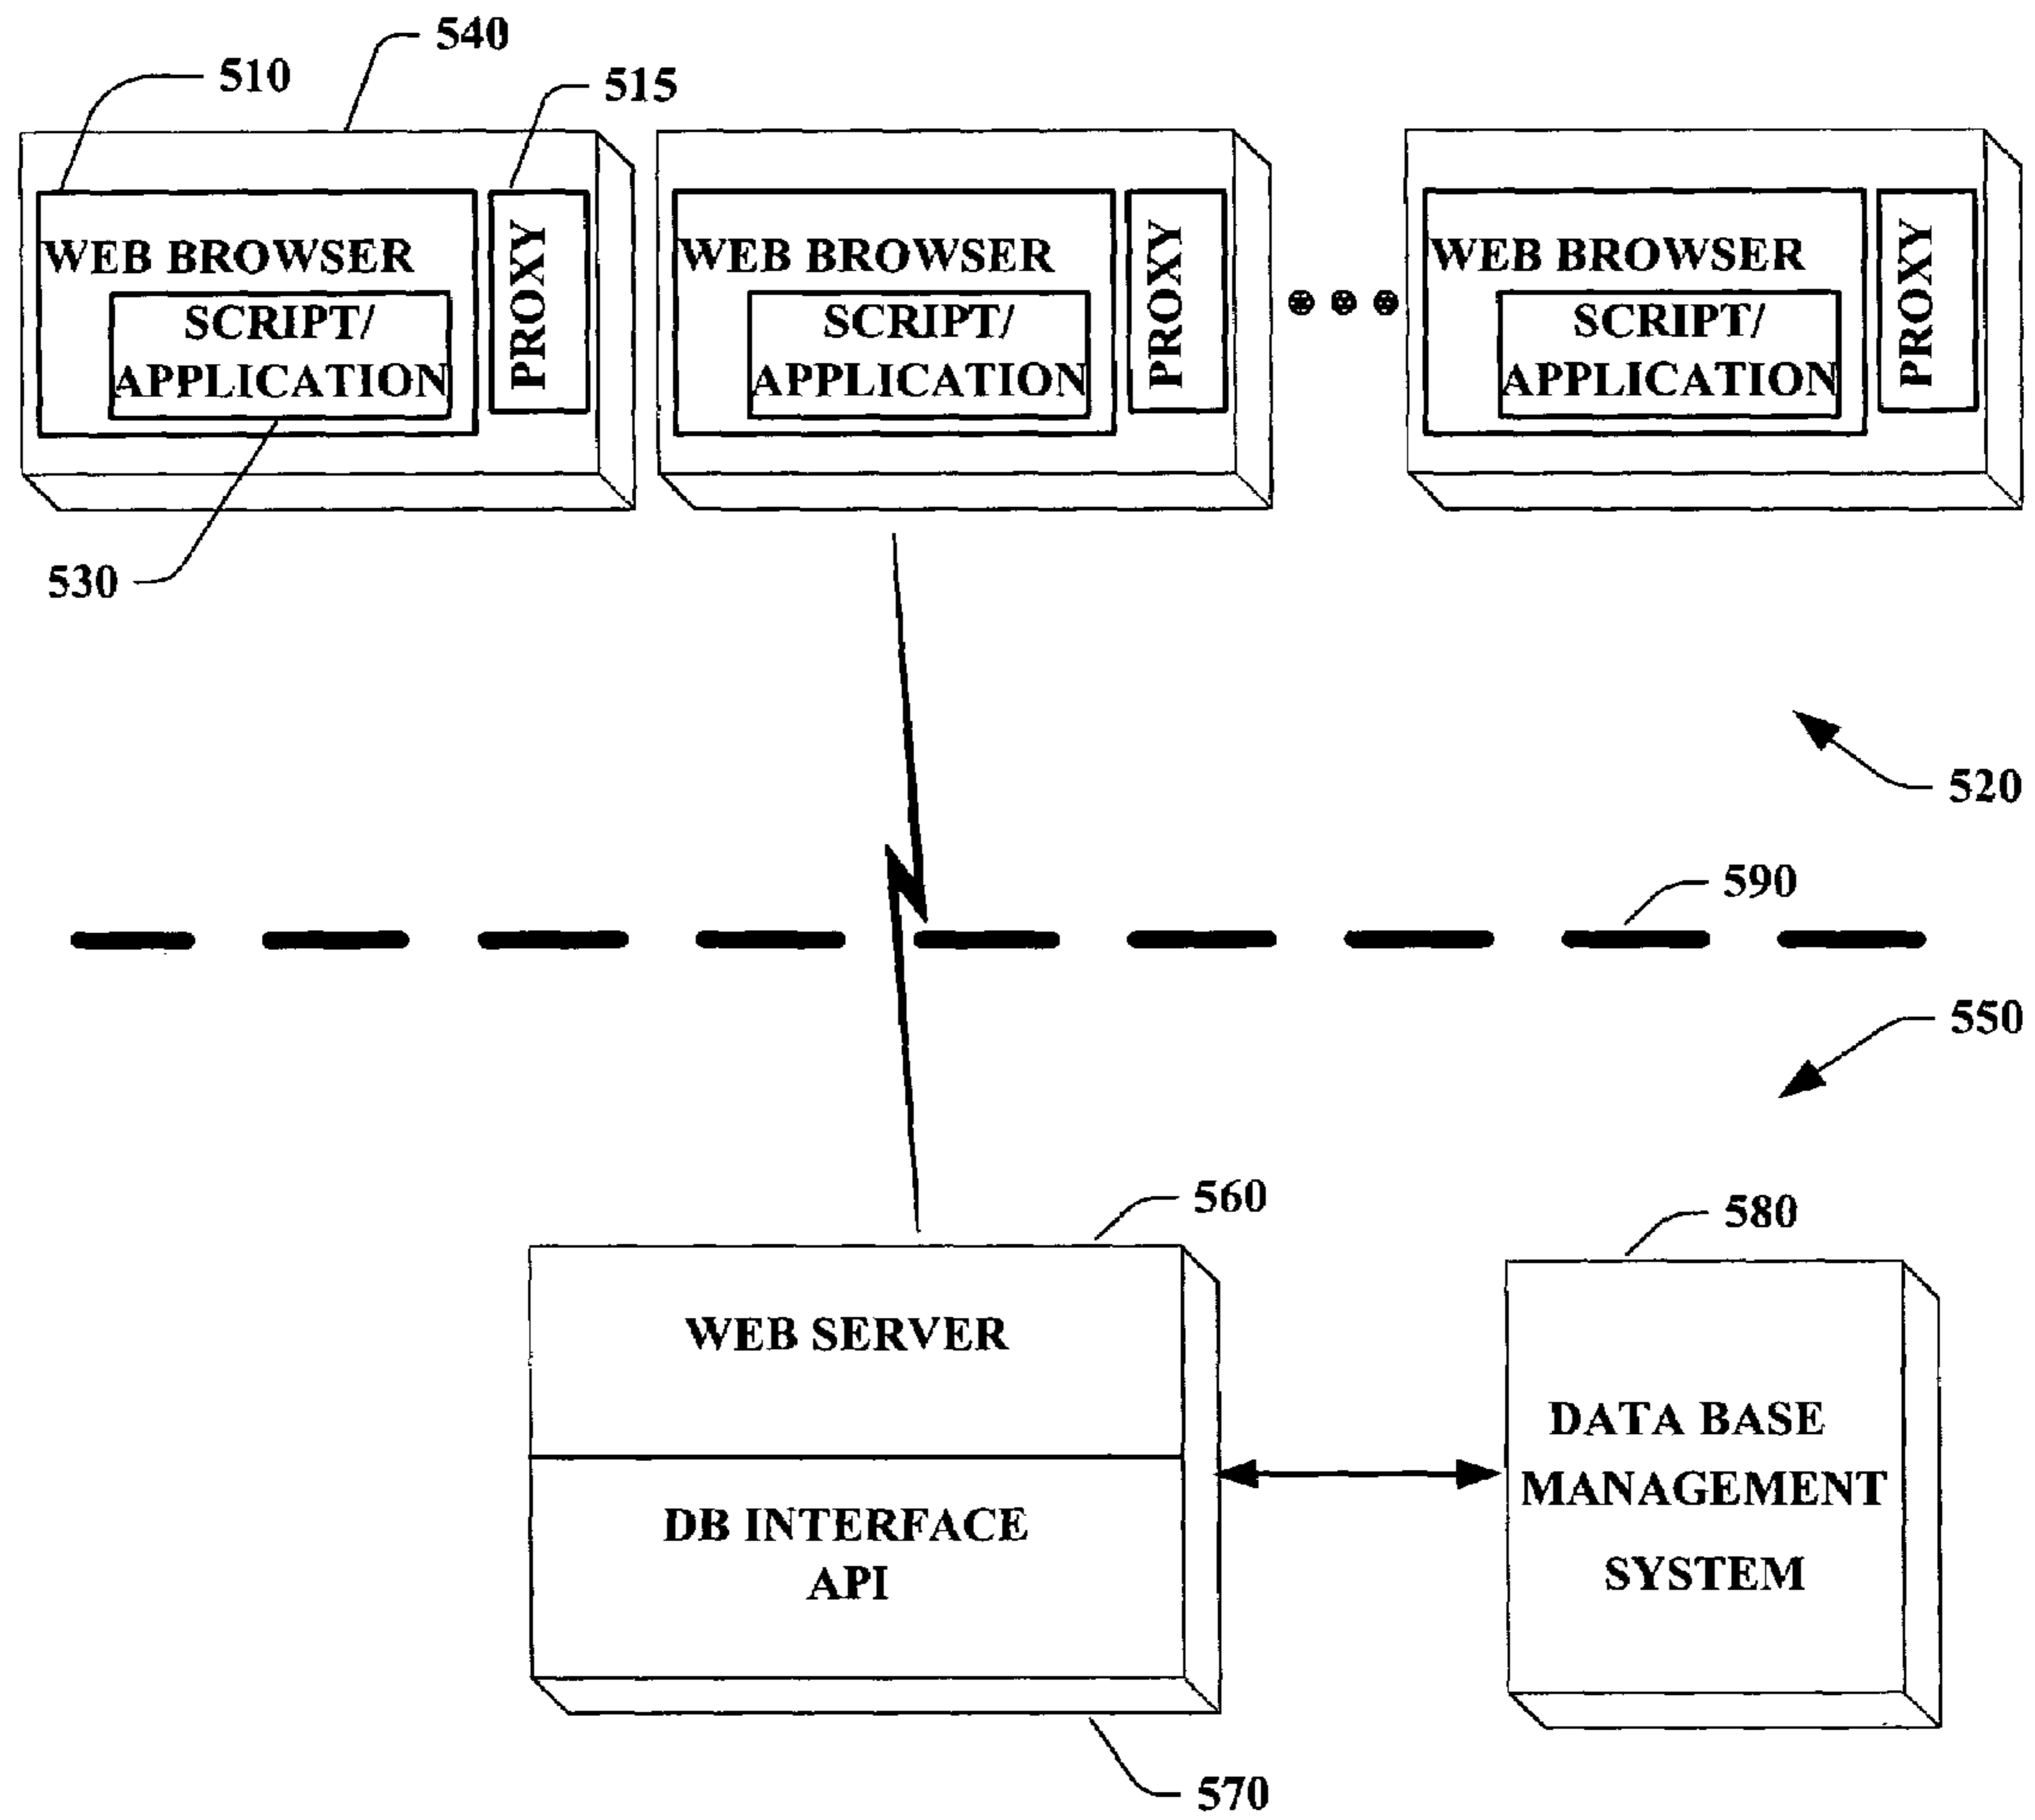 540
510
515
WEB BROWSER
SCRIPT/
APPLICATION
PROXY
WEB BROWSER
SCRIPT/
APPLICATION
PROXY
WEB BROWSER
SCRIPT/
APPLICATION
PROXY
530
520
590
550
560
580
WEB SERVER
DB INTERFACE
API
DATA BASE
MANAGEMENT
SYSTEM
570